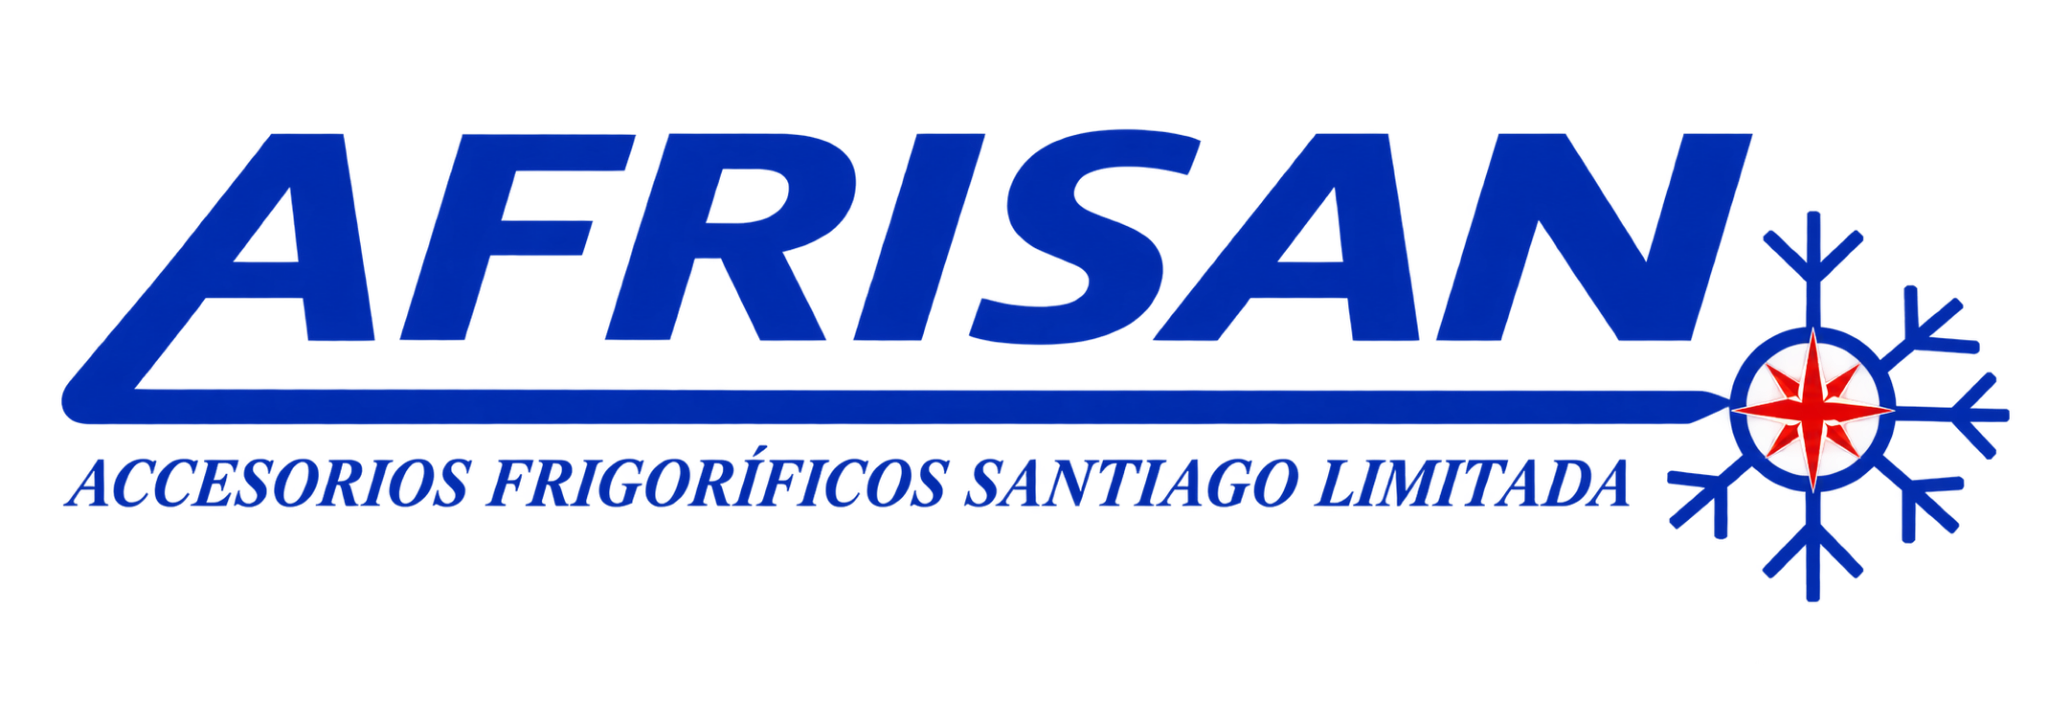 AFRISAN
ACCESORIOS FRIGORÍFICOS SANTIAGO LIMITADA